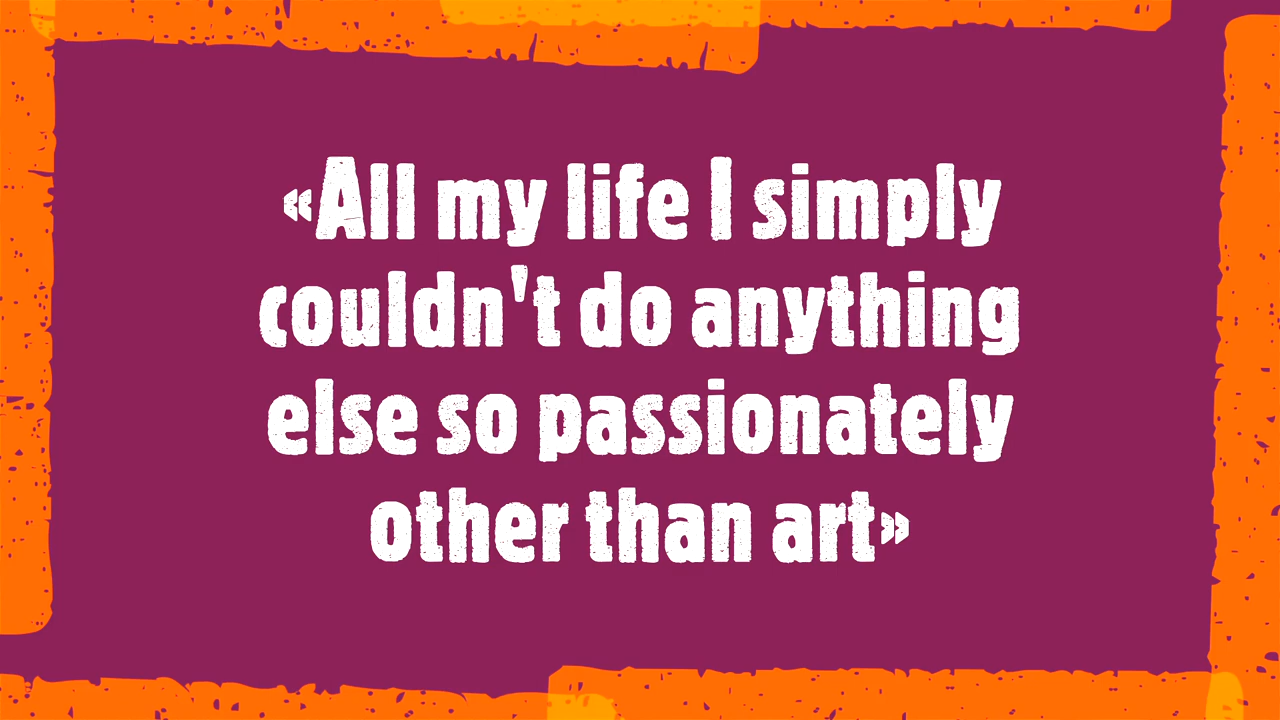 «All my life I simply
couldn't do anything
else so passionately
other than art»